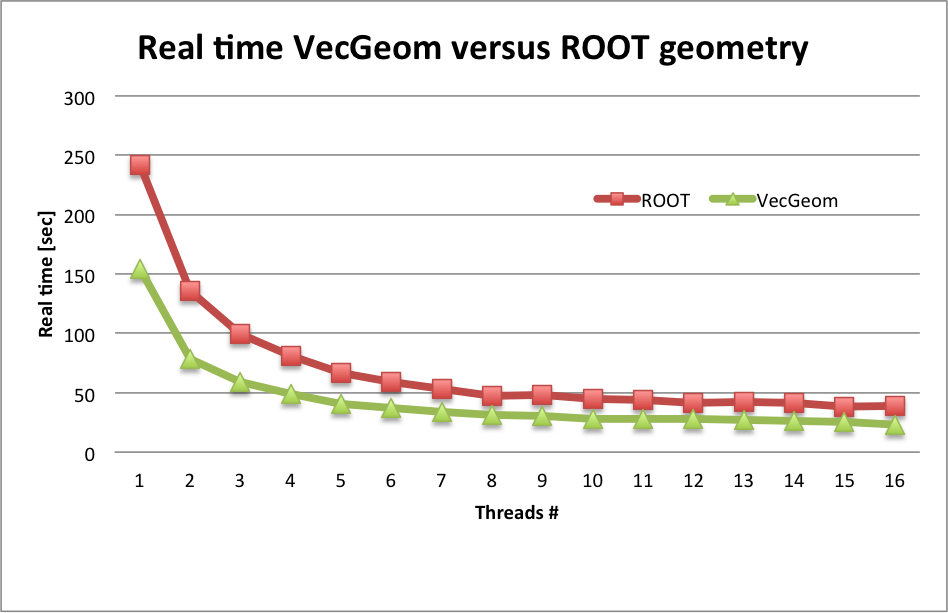 Real time VecGeom versus ROOT geometry
300
250
200
150
100
50
0
Real time [sec]
ROOT VecGeom
1 2 3 4 5 6 7 8 9 10 11 12 13 14 15 16
Threads #